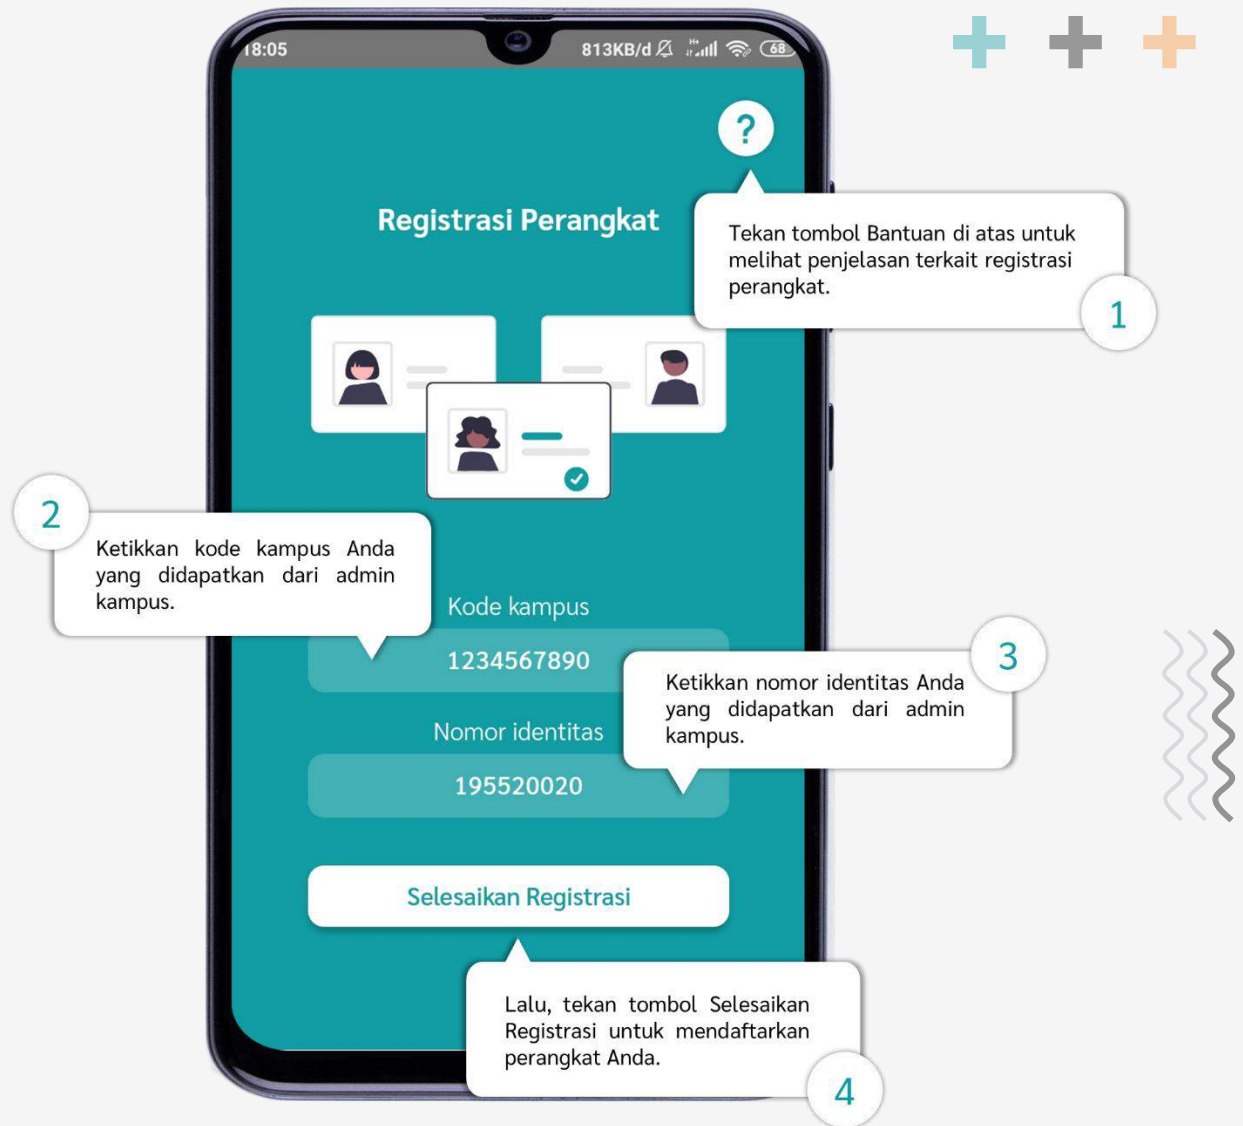 18:05
813KB/d
H+
68
?
Registrasi Perangkat
Tekan tombol Bantuan di atas untuk
melihat penjelasan terkait registrasi
perangkat.
1
2
Ketikkan kode kampus Anda
yang didapatkan dari admin
kampus.
Kode kampus
1234567890
3
Ketikkan nomor identitas Anda
yang didapatkan dari admin
kampus.
Nomor identitas
195520020
Selesaikan Registrasi
Lalu, tekan tombol Selesaikan
Registrasi untuk mendaftarkan
perangkat Anda.
4